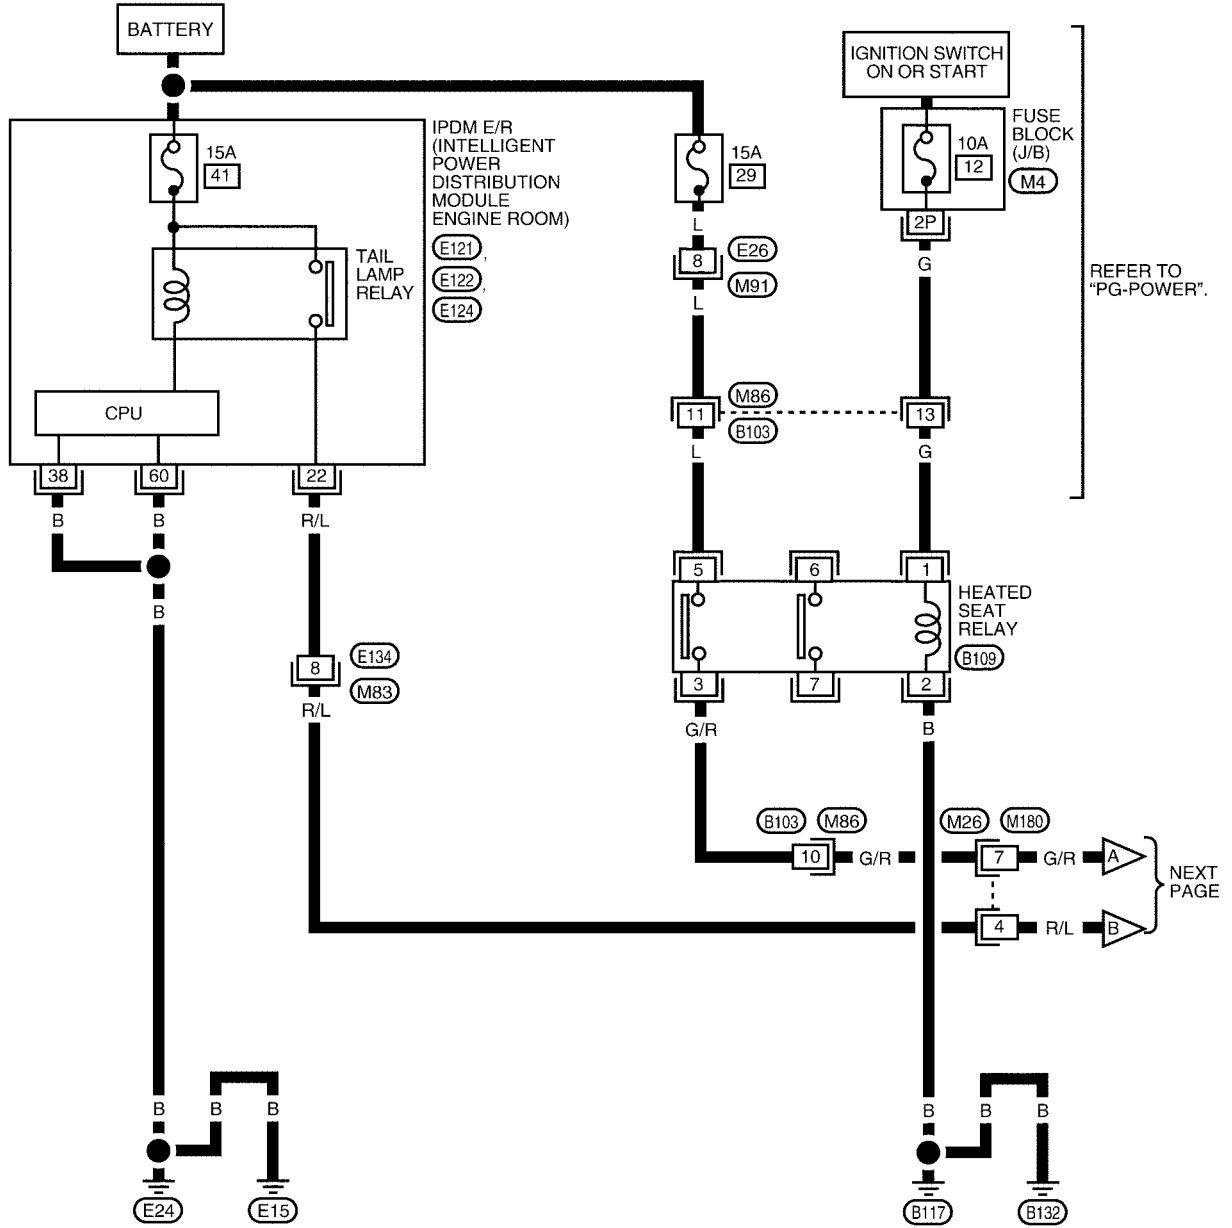 BATTERY
IGNITION SWITCH
ON OR START
IPDM E/R
(INTELLIGENT
POWER
DISTRIBUTION
MODULE
ENGINE ROOM)
E121,
E122,
E124
15A
41
15A
29
10A
12
FUSE
BLOCK
(J/B)
M4
2P
L
8
E26
M91
G
TAIL
LAMP
RELAY
REFER TO
“PG-POWER”.
L
CPU
11
M86
B103
13
L
G
38
60
22
B
B
R/L
5
6
1
HEATED
SEAT
RELAY
B109
B
8
E134
M83
3
7
2
R/L
G/R
B
B103
M86
M26
M180
10
G/R
7
G/R
A
NEXT
PAGE
4
R/L
B
B
B
B
B
B
B
E24
E15
B117
B132